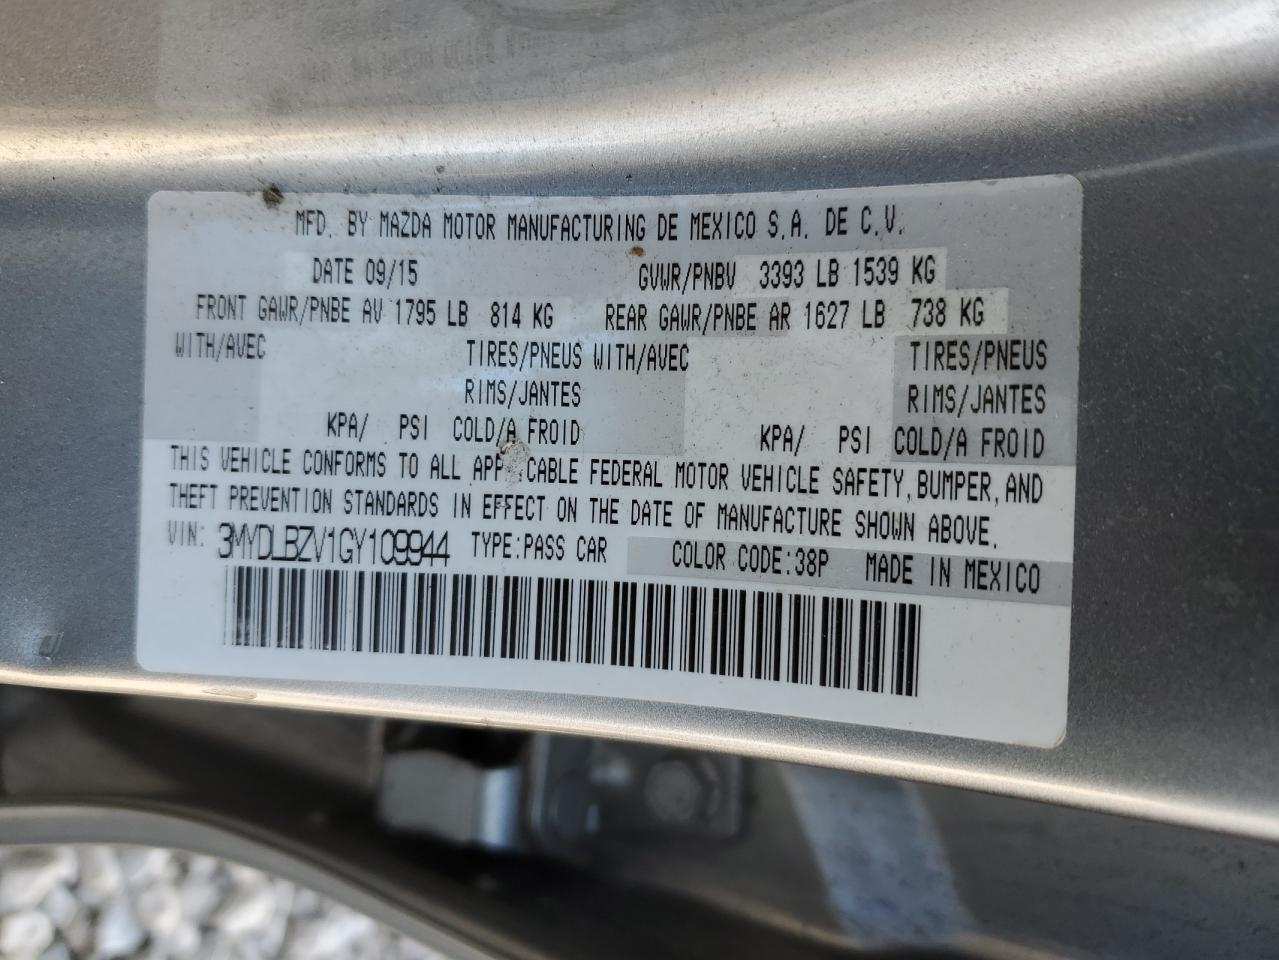 MFD. BY MAZDA MOTOR MANUFACTURING DE MEXICO S.A. DE C.V.
DATE 09/15 GVWR/PNBV 3393 LB 1539 KG
FRONT GAWR/PNBE AV 1795 LB 814 KG REAR GAWR/PNBE AR 1627 LB 738 KG
WITH/AVEC TIRES/PNEUS WITH/AVEC TIRES/PNEUS
RIMS/JANTES RIMS/JANTES
KPA/ PSI COLD/A FROID KPA/ PSI COLD/A FROID
THIS VEHICLE CONFORMS TO ALL FEDERAL MOTOR VEHICLE SAFETY, BUMPER, AND
THEFT PREVENTION STANDARDS IN EFFECT ON THE DATE OF MANUFACTURE SHOWN ABOVE.
VIN: 3MYDLBZV1GY109944 TYPE:PASS CAR COLOR CODE:38P MADE IN MEXICO